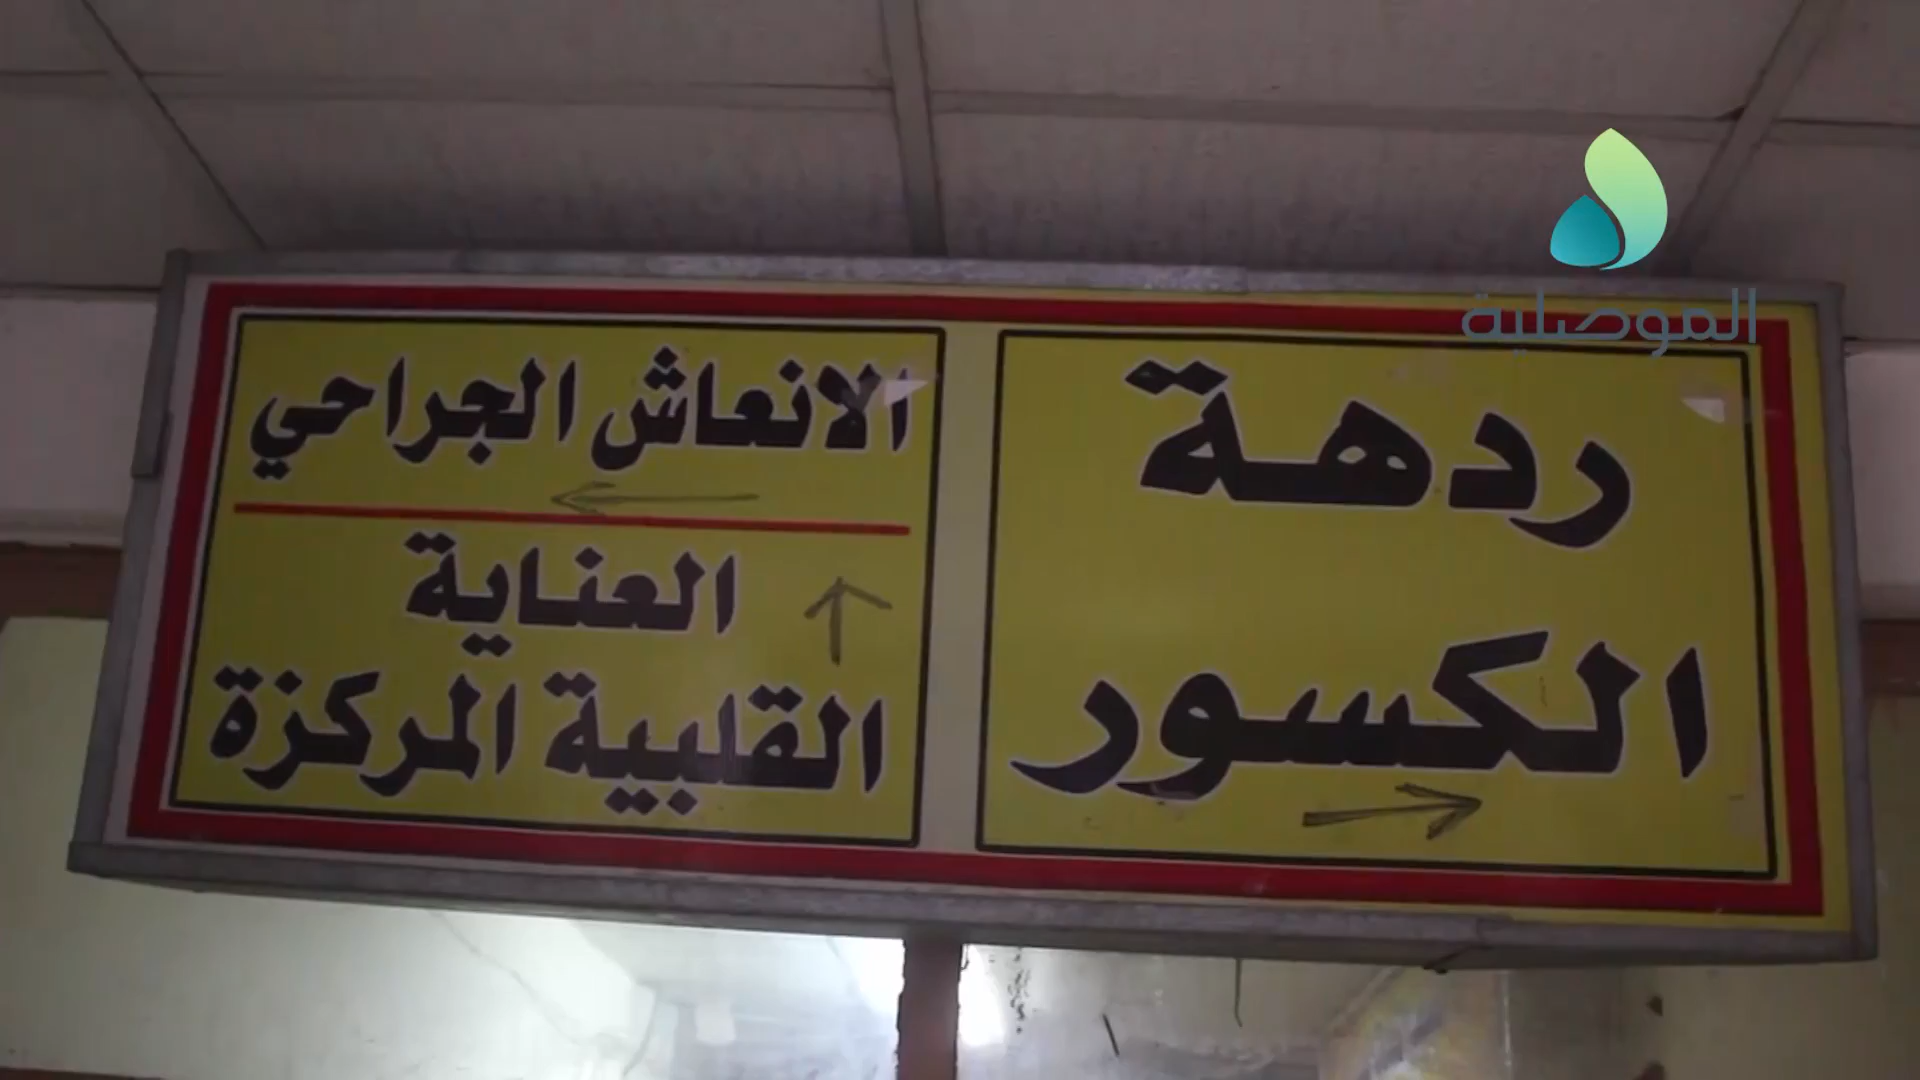 الموصلية
ردهة
الكسور
الانعاش الجراحي
العناية
القلبية المركزة